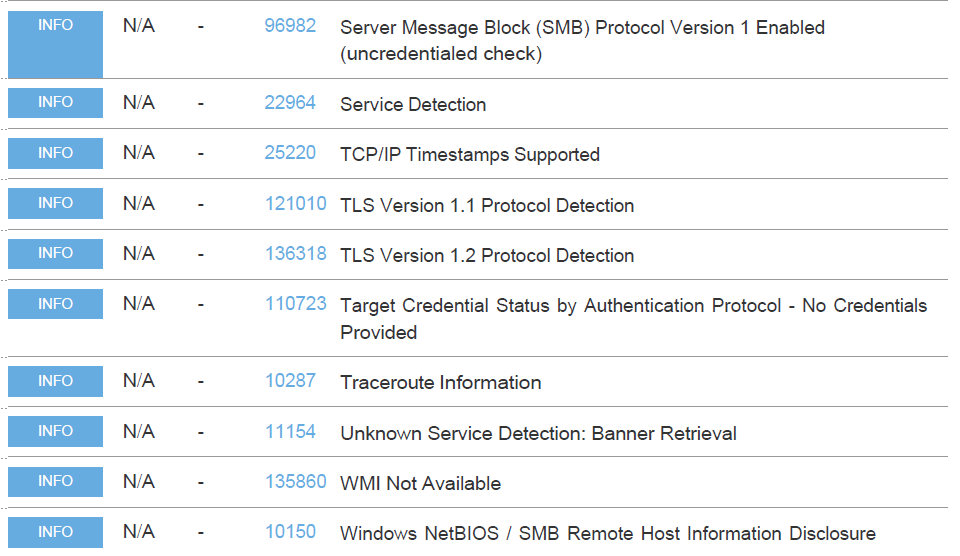 INFO N/A - 96982 Server Message Block (SMB) Protocol Version 1 Enabled
(uncredentialed check)
INFO N/A - 22964 Service Detection
INFO N/A - 25220 TCP/IP Timestamps Supported
INFO N/A - 121010 TLS Version 1.1 Protocol Detection
INFO N/A - 136318 TLS Version 1.2 Protocol Detection
INFO N/A - 110723 Target Credential Status by Authentication Protocol - No Credentials
Provided
INFO N/A - 10287 Traceroute Information
INFO N/A - 11154 Unknown Service Detection: Banner Retrieval
INFO N/A - 135860 WMI Not Available
INFO N/A - 10150 Windows NetBIOS / SMB Remote Host Information Disclosure